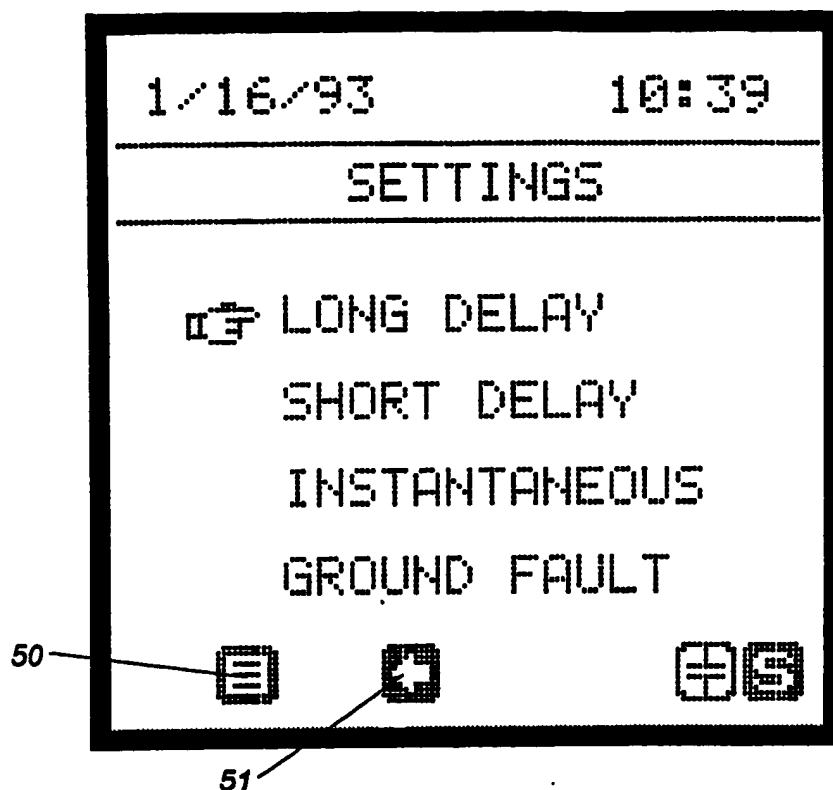 1/16/93 10:39
SETTINGS
LONG DELAY
SHORT DELAY
INSTANTANEOUS
GROUND FAULT
50
S
51